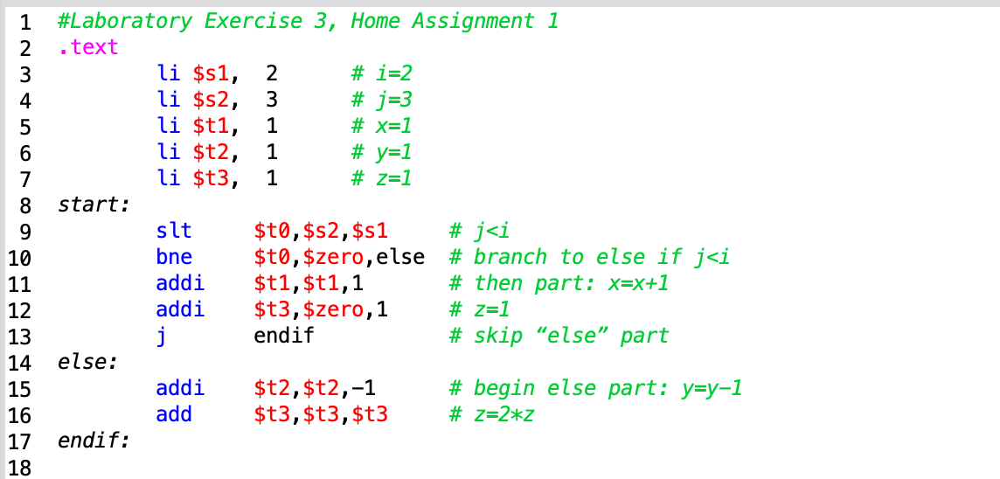 1 #Laboratory Exercise 3, Home Assignment 1
2 .text
3 li $s1, 2 # i=2
4 li $s2, 3 # j=3
5 li $t1, 1 # x=1
6 li $t2, 1 # y=1
7 li $t3, 1 # z=1
8 start:
9 slt $t0,$s2,$s1 # j<i
10 bne $t0,$zero,else # branch to else if j<i
11 addi $t1,$t1,1 # then part: x=x+1
12 addi $t3,$zero,1 # z=1
13 j endif # skip “else” part
14 else:
15 addi $t2,$t2,-1 # begin else part: y=y-1
16 add $t3,$t3,$t3 # z=2*z
17 endif:
18